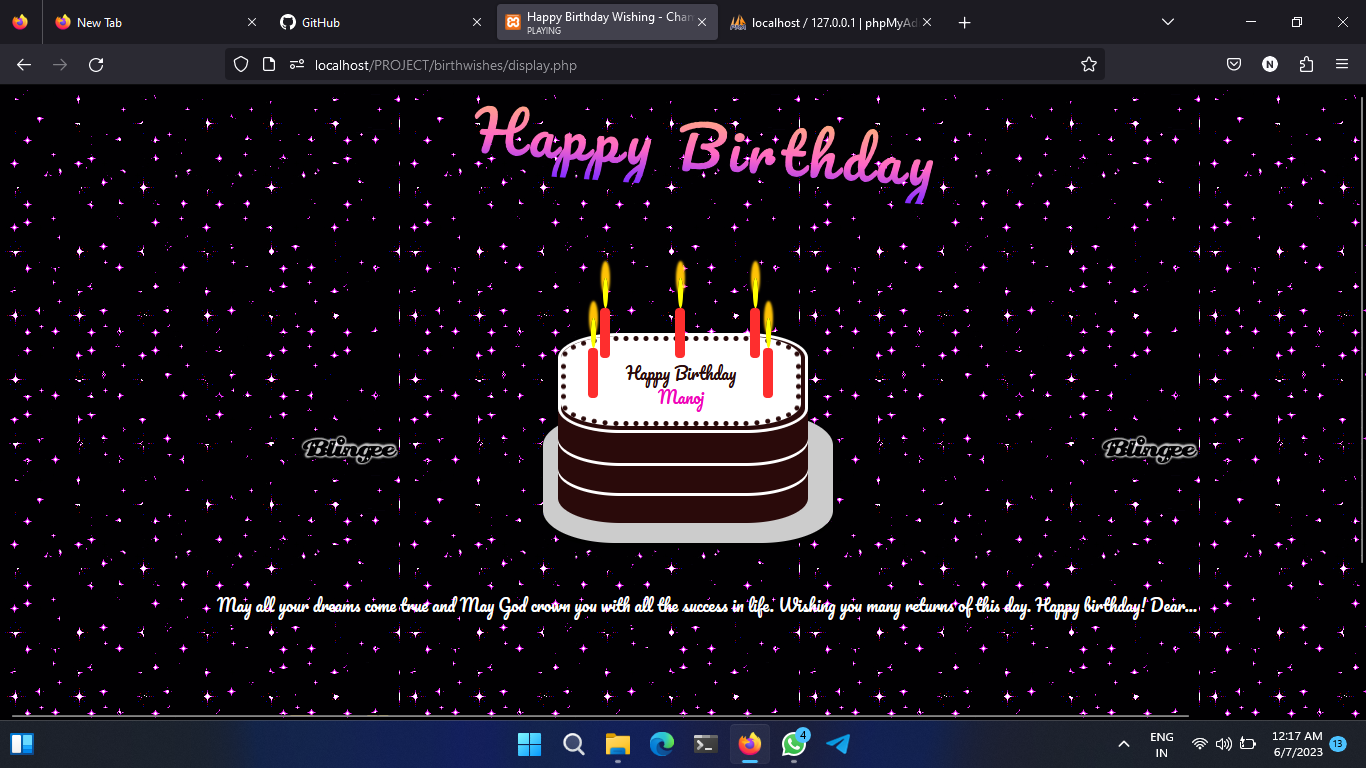 New Tab
GitHub
Happy Birthday Wishing - Chan
PLAYING
localhost / 127.0.0.1 | phpMyAd
localhost/PROJECT/birthwishes/display.php
N
Happy Birthday
Happy Birthday
Manoj
Blingee
Blingee
May all your dreams come true and May God crown you with all the success in life. Wishing you many returns of this day. Happy birthday! Dear...
4
ENG
IN
12:17 AM
6/7/2023
13